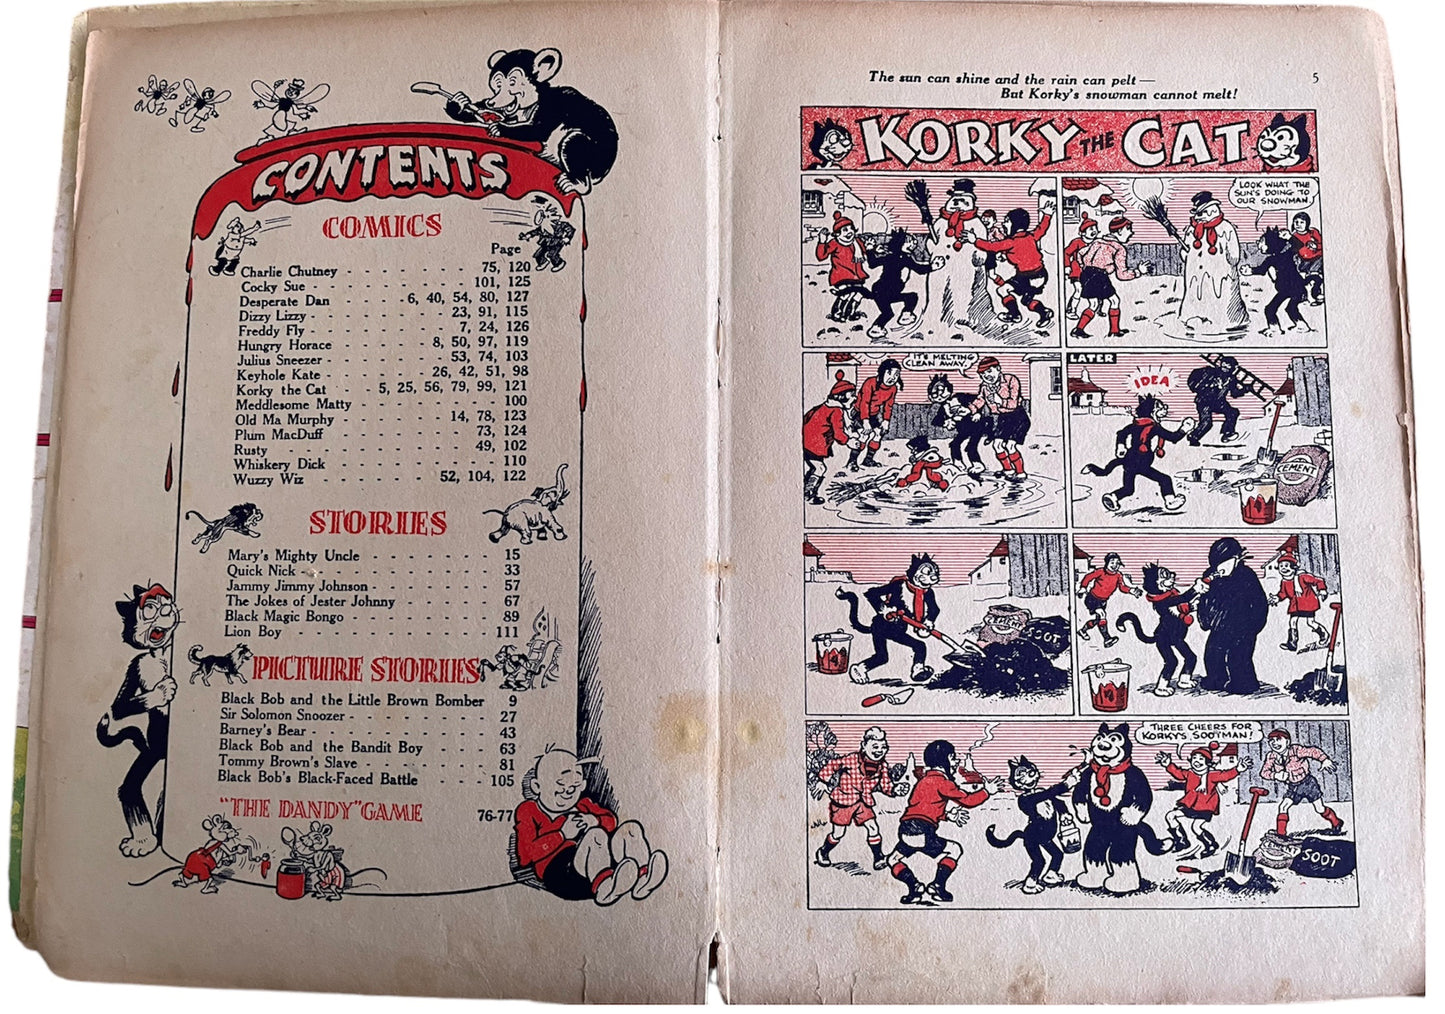 CONTENTS
COMICS
Page
Charlie Chutney - - - - - - - - 75, 120
Cocky Sue - - - - - - - - - 101, 125
Desperate Dan - - - - 6, 40, 54, 80, 127
Dizzy Lizzy - - - - - - - - 23, 91, 115
Freddy Fly - - - - - - - - 7, 24, 126
Hungry Horace - - - - - - 8, 50, 97, 119
Julius Sneezer - - - - - - - 53, 74, 103
Keyhole Kate - - - - - - 26, 42, 51, 98
Korky the Cat - - - 5, 25, 56, 79, 99, 121
Meddlesome Matty - - - - - - - - 100
Old Ma Murphy - - - - - - 14, 78, 123
Plum MacDuff - - - - - - - - 73, 124
Rusty - - - - - - - - - - 49, 102
Whiskery Dick - - - - - - - - - 110
Wuzzy Wiz - - - - - - - 52, 104, 122
STORIES
Mary's Mighty Uncle - - - - - - - 15
Quick Nick - - - - - - - - - - 33
Jammy Jimmy Johnson - - - - - - - 57
The Jokes of Jester Johnny - - - - - 67
Black Magic Bongo - - - - - - - - 89
Lion Boy - - - - - - - - - - 111
PICTURE STORIES
Black Bob and the Little Brown Bomber 9
Sir Solomon Snoozer - - - - - - - - 27
Barney's Bear - - - - - - - - - 43
Black Bob and the Bandit Boy - - - 63
Tommy Brown's Slave - - - - - - - 81
Black Bob's Black-Faced Battle - - - 105
"THE DANDY" GAME 76-77
The sun can shine and the rain can pelt —
But Korky's snowman cannot melt!
5
KORKY THE CAT
LOOK WHAT THE
SUN'S DOING TO
OUR SNOWMAN.
IT'S MELTING
CLEAN AWAY.
LATER
IDEA
CEMENT
CEMENT
SOOT
THREE CHEERS FOR
KORKY'S SOOTMAN!
CEMENT
SOOT